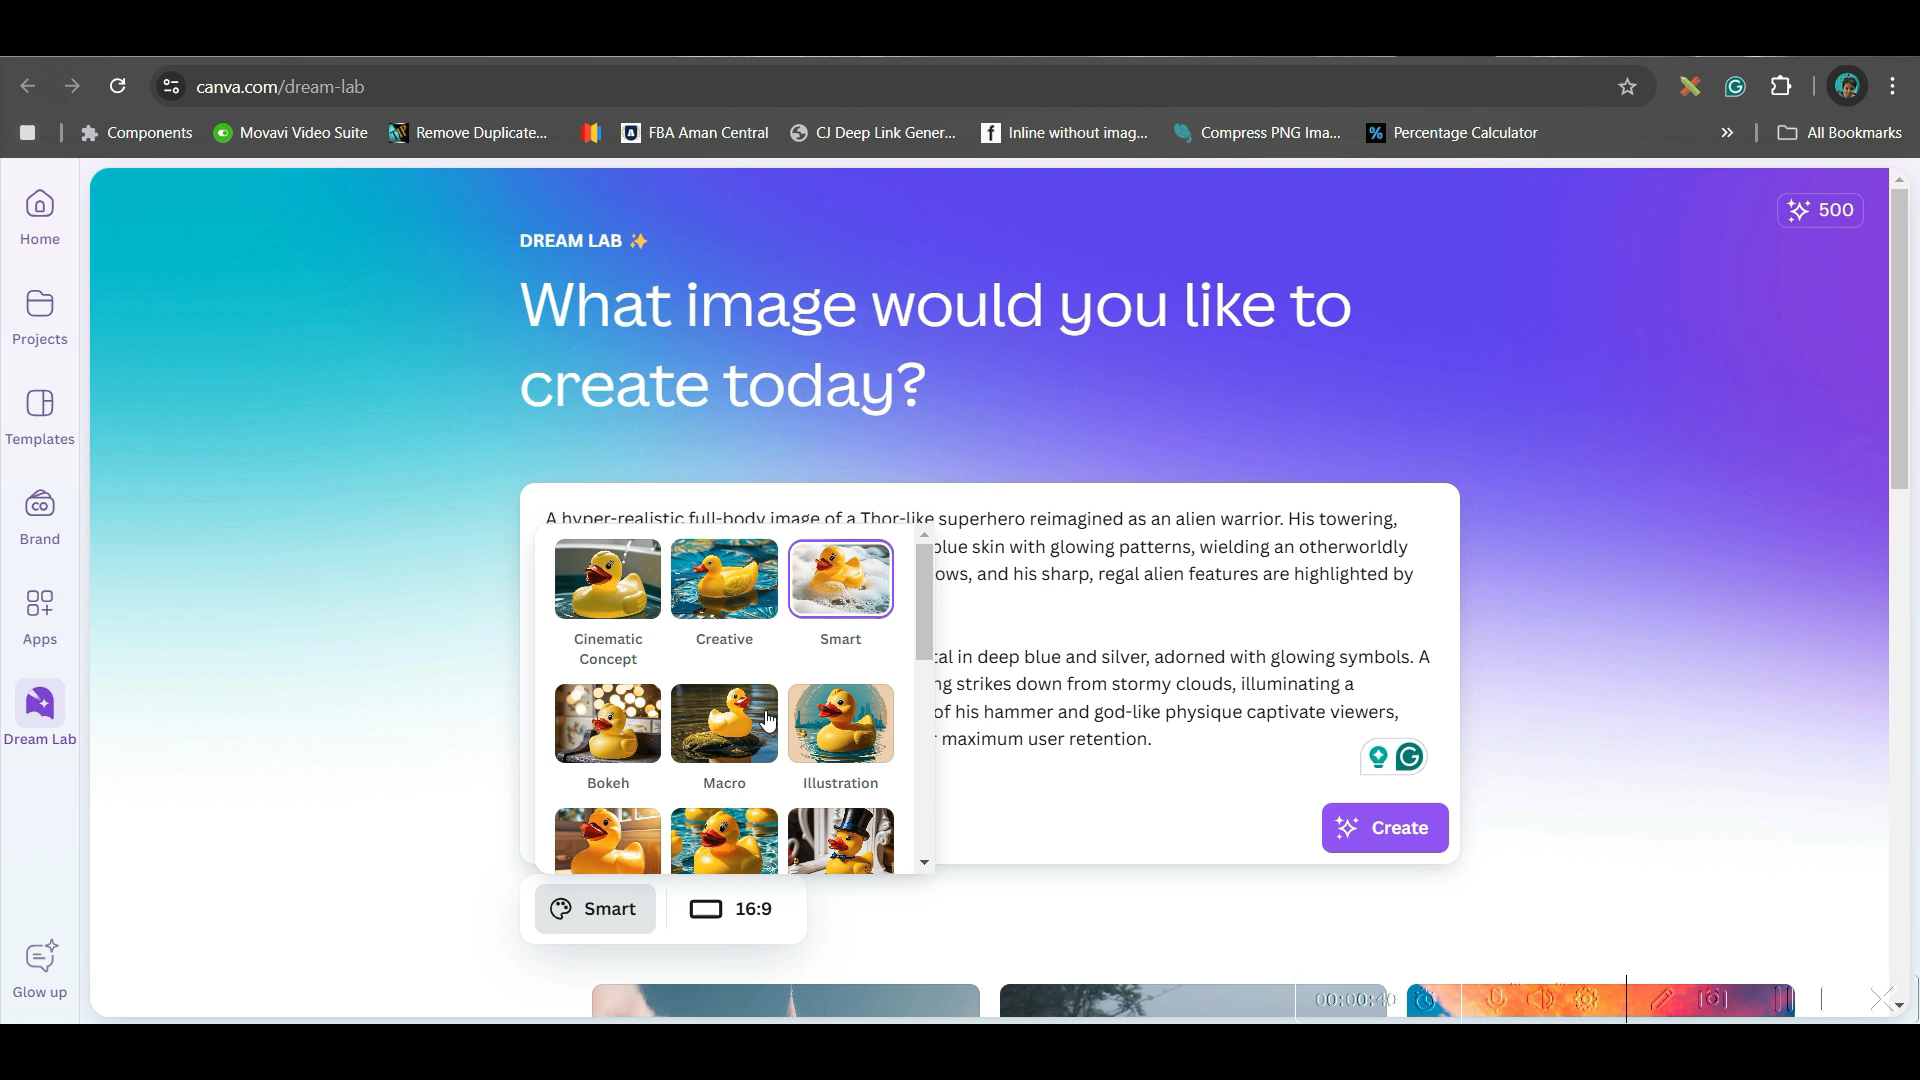 canva.com/dream-lab
Components
Movavi Video Suite
Remove Duplicate...
FBA Aman Central
CJ Deep Link Gener...
Inline without imag...
Compress PNG Ima...
Percentage Calculator
All Bookmarks
500
Home
Projects
Templates
Brand
Apps
Dream Lab
Glow up
DREAM LAB
What image would you like to
create today?
A hyper-realistic full-body image of a Thor-like superhero reimagined as an alien warrior. His towering,
blue skin with glowing patterns, wielding an otherworldly
ows, and his sharp, regal alien features are highlighted by
tal in deep blue and silver, adorned with glowing symbols. A
ng strikes down from stormy clouds, illuminating a
of his hammer and god-like physique captivate viewers,
maximum user retention.
Cinematic
Concept
Creative
Smart
Bokeh
Macro
Illustration
Create
Smart
16:9
00:00:40